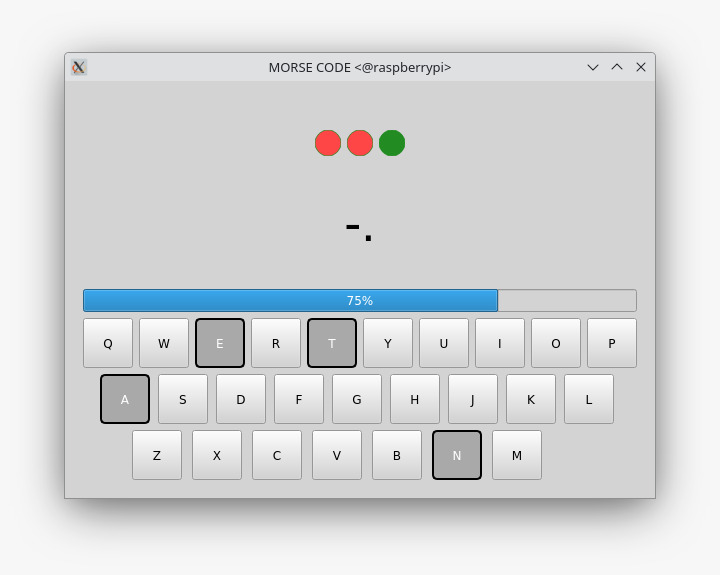 MORSE CODE <@raspberrypi>
-.
75%
Q W E R T Y U I O P
A S D F G H J K L
Z X C V B N M